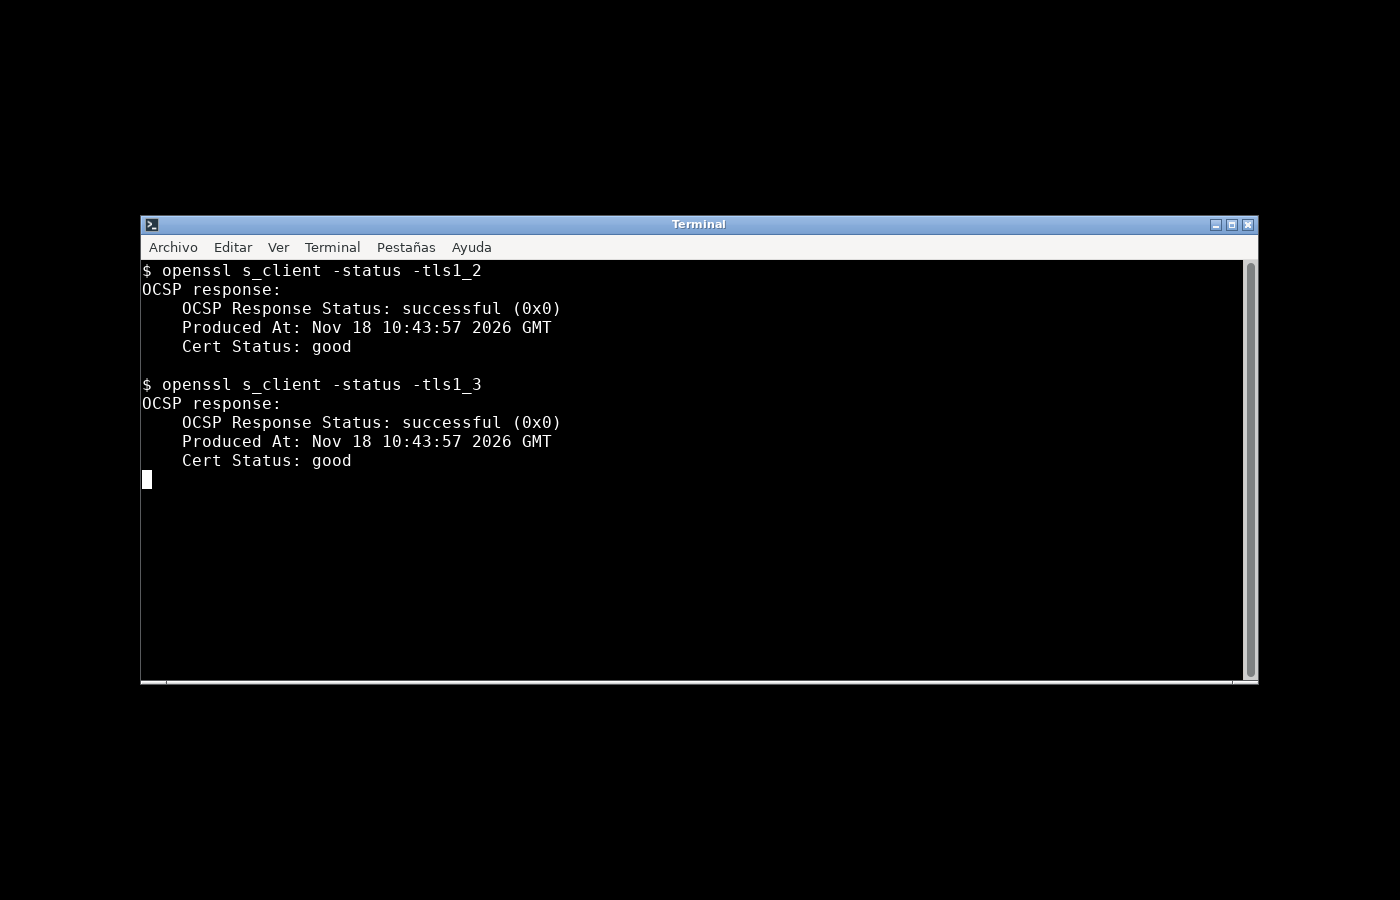 Terminal
Archivo Editar Ver Terminal Pestañas Ayuda
$ openssl s_client -status -tls1_2
OCSP response:
    OCSP Response Status: successful (0x0)
    Produced At: Nov 18 10:43:57 2026 GMT
    Cert Status: good

$ openssl s_client -status -tls1_3
OCSP response:
    OCSP Response Status: successful (0x0)
    Produced At: Nov 18 10:43:57 2026 GMT
    Cert Status: good